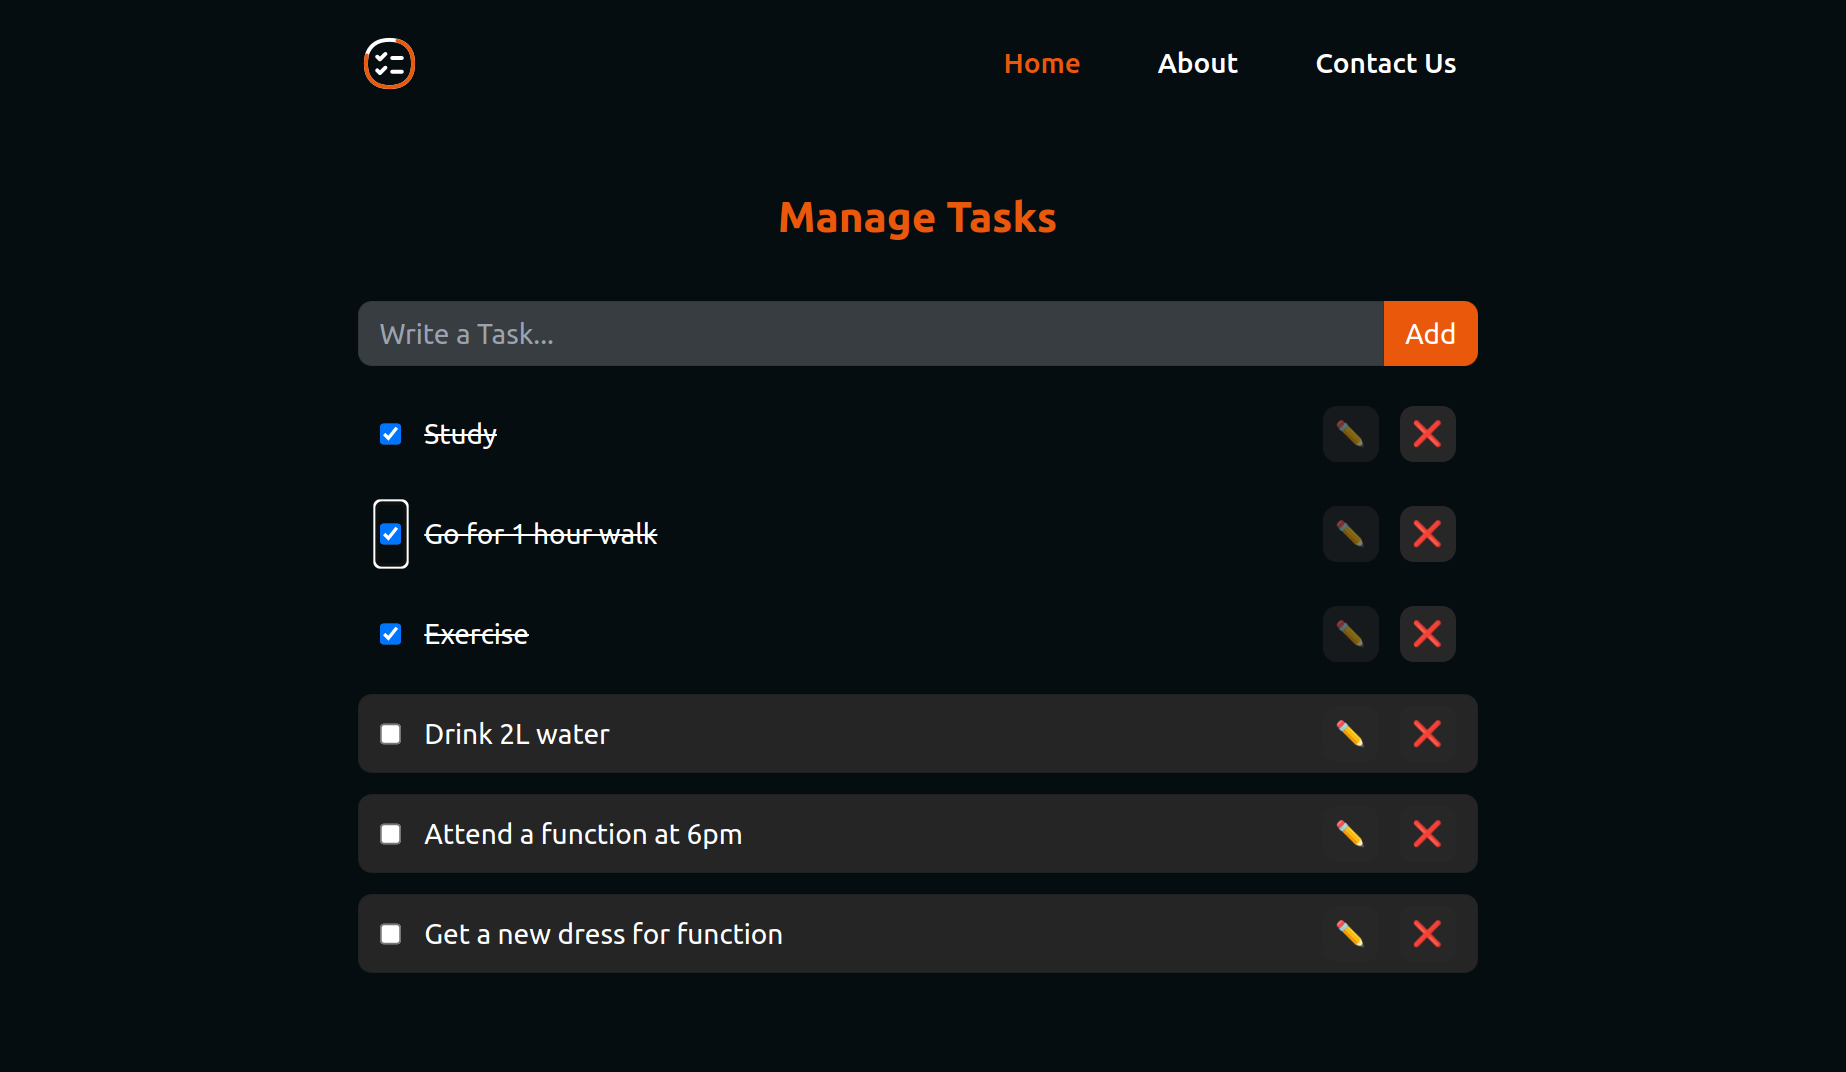 Home About Contact Us
Manage Tasks
Write a Task... Add
Study
Go for 1 hour walk
Exercise
Drink 2L water
Attend a function at 6pm
Get a new dress for function